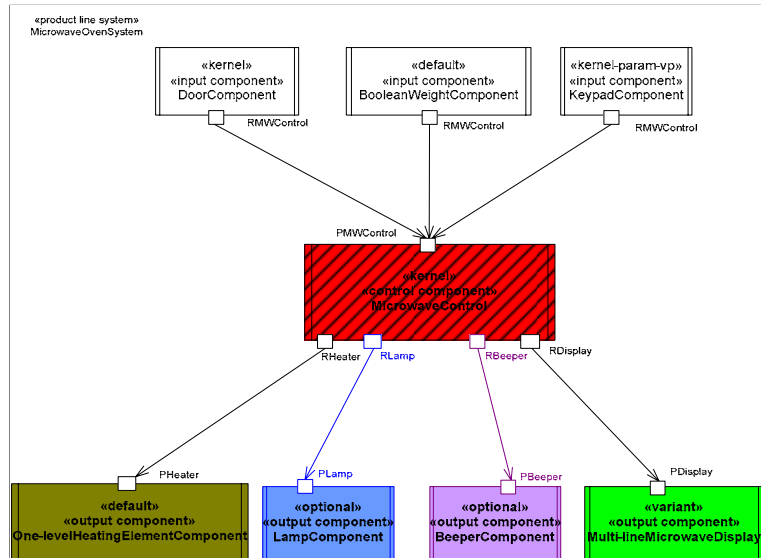 «product line system»
MicrowaveOvenSystem
«kernel»
«input component»
DoorComponent
«default»
«input component»
BooleanWeightComponent
«kernel-param-vp»
«input component»
KeypadComponent
RMWControl
RMWControl
RMWControl
PMWControl
«kernel»
«control component»
MicrowaveControl
RHeater
RLamp
RBeeper
RDisplay
PHeater
PLamp
PBeeper
PDisplay
«default»
«output component»
One-levelHeatingElementComponent
«optional»
«output component»
LampComponent
«optional»
«output component»
BeeperComponent
«variant»
«output component»
Multi-lineMicrowaveDisplay